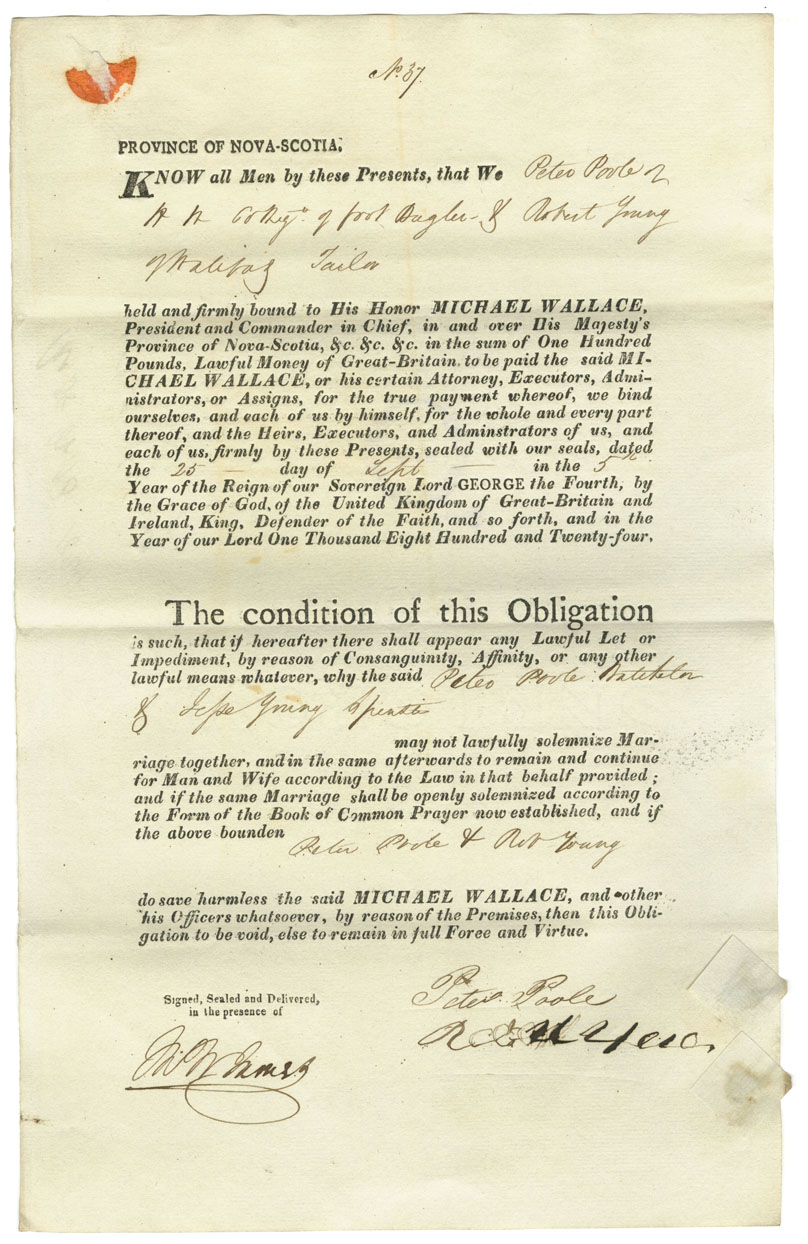 No. 37.
PROVINCE OF NOVA-SCOTIA.
KNOW all Men by these Presents, that We Peter Poole of
H M Regt. of foot Bugler & Robert Young
of Halifax Tailor
held and firmly bound to His Honor MICHAEL WALLACE,
President and Commander in Chief, in and over His Majesty's
Province of Nova-Scotia, &c. &c. &c. in the sum of One Hundred
Pounds, Lawful Money of Great-Britain, to be paid the said MI-
CHAEL WALLACE, or his certain Attorney, Executors, Admi-
nistrators, or Assigns, for the true payment whereof, we bind
ourselves, and each of us by himself, for the whole and every part
thereof, and the Heirs, Executors, and Adminstrators of us, and
each of us, firmly by these Presents, sealed with our seals, dated
the 25 — day of Sept — in the 5th
Year of the Reign of our Sovereign Lord GEORGE the Fourth, by
the Grace of God, of the United Kingdom of Great-Britain and
Ireland, King, Defender of the Faith, and so forth, and in the
Year of our Lord One Thousand Eight Hundred and Twenty-four.
The condition of this Obligation
is such, that if hereafter there shall appear any Lawful Let or
Impediment, by reason of Consanguinity, Affinity, or any other
lawful means whatever, why the said Peter Poole Batchelor
& Jesse Young Spinster
may not lawfully solemnize Mar-
riage together, and in the same afterwards to remain and continue
for Man and Wife according to the Law in that behalf provided;
and if the same Marriage shall be openly solemnized according to
the Form of the Book of Common Prayer now established, and if
the above bounden
Peter Poole & Rob Young
do save harmless the said MICHAEL WALLACE, and other
his Officers whatsoever, by reason of the Premises, then this Obli-
gation to be void, else to remain in full Force and Virtue.
Signed, Sealed and Delivered,
in the presence of
Peter Poole